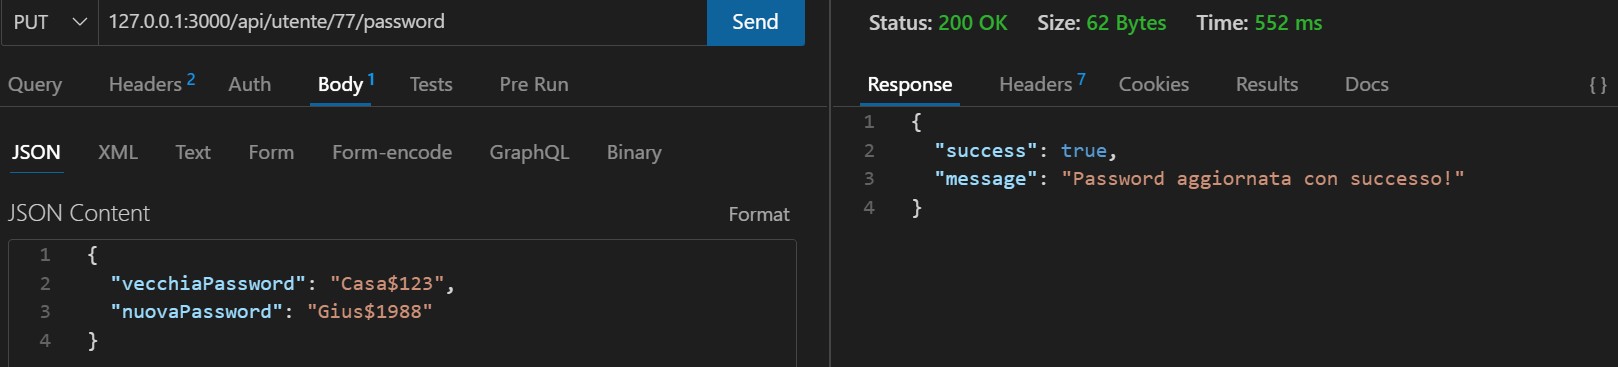 PUT 127.0.0.1:3000/api/utente/77/password Send
Query Headers 2 Auth Body 1 Tests Pre Run
JSON XML Text Form Form-encode GraphQL Binary
JSON Content Format
1 {
2 "vecchiaPassword": "Casa$123",
3 "nuovaPassword": "Gius$1988"
4 }
Status: 200 OK Size: 62 Bytes Time: 552 ms
Response Headers 7 Cookies Results Docs { }
1 {
2 "success": true,
3 "message": "Password aggiornata con successo!"
4 }